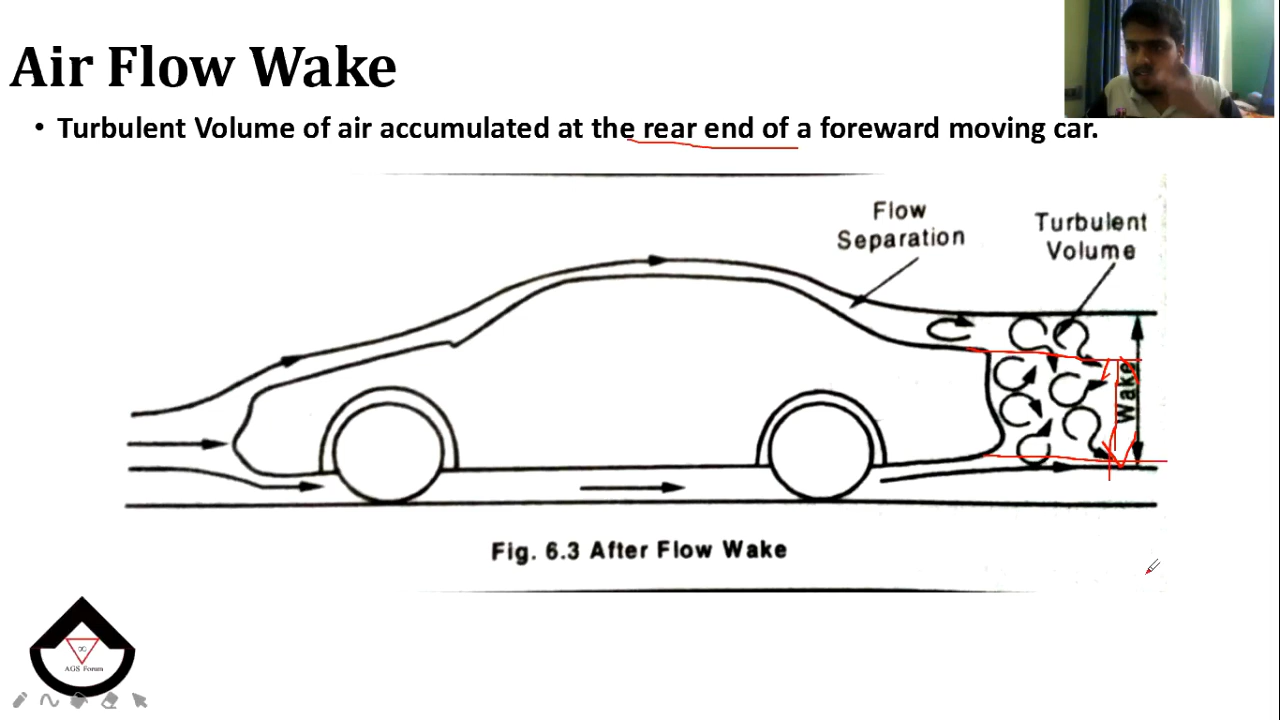 Air Flow Wake
• Turbulent Volume of air accumulated at the rear end of a foreward moving car.
Flow
Separation
Turbulent
Volume
Wake
Fig. 6.3 After Flow Wake
∞
AGS Forum